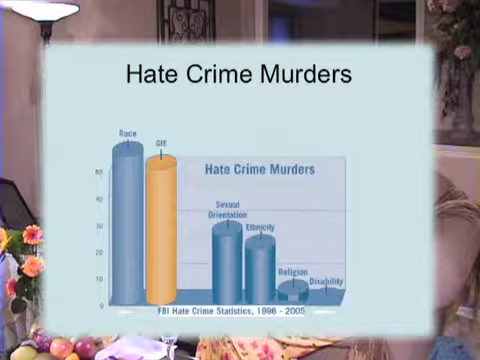 Hate Crime Murders
Race
GIE
Hate Crime Murders
Sexual
Orientation
Ethnicity
Religion
Disability
50
40
30
20
10
0
FBI Hate Crime Statistics, 1996 - 2005